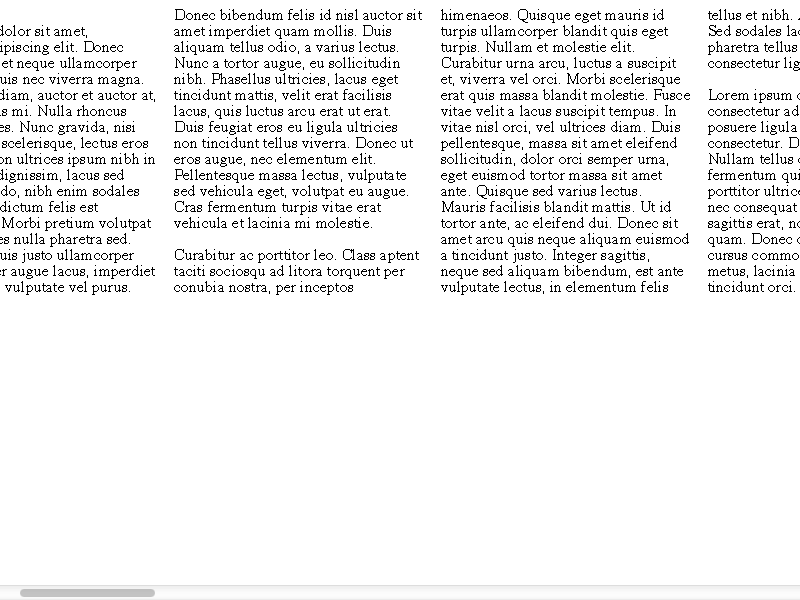 dolor sit amet,
ipiscing elit. Donec
et neque ullamcorper
uis nec viverra magna.
diam, auctor et auctor at,
s mi. Nulla rhoncus
es. Nunc gravida, nisi
scelerisque, lectus eros
on ultrices ipsum nibh in
dignissim, lacus sed
do, nibh enim sodales
dictum felis est
Morbi pretium volutpat
es nulla pharetra sed.
uis justo ullamcorper
er augue lacus, imperdiet
vulputate vel purus.
Donec bibendum felis id nisl auctor sit
amet imperdiet quam mollis. Duis
aliquam tellus odio, a varius lectus.
Nunc a tortor augue, eu sollicitudin
nibh. Phasellus ultricies, lacus eget
tincidunt mattis, velit erat facilisis
lacus, quis luctus arcu erat ut erat.
Duis feugiat eros eu ligula ultricies
non tincidunt tellus viverra. Donec ut
eros augue, nec elementum elit.
Pellentesque massa lectus, vulputate
sed vehicula eget, volutpat eu augue.
Cras fermentum turpis vitae erat
vehicula et lacinia mi molestie.
Curabitur ac porttitor leo. Class aptent
taciti sociosqu ad litora torquent per
conubia nostra, per inceptos
himenaeos. Quisque eget mauris id
turpis ullamcorper blandit quis eget
turpis. Nullam et molestie elit.
Curabitur urna arcu, luctus a suscipit
et, viverra vel orci. Morbi scelerisque
erat quis massa blandit molestie. Fusce
vitae velit a lacus suscipit tempus. In
vitae nisl orci, vel ultrices diam. Duis
pellentesque, massa sit amet eleifend
sollicitudin, dolor orci semper urna,
eget euismod tortor massa sit amet
ante. Quisque sed varius lectus.
Mauris facilisis blandit mattis. Ut id
tortor ante, ac eleifend dui. Donec sit
amet arcu quis neque aliquam euismod
a tincidunt justo. Integer sagittis,
neque sed aliquam bibendum, est ante
vulputate lectus, in elementum felis
tellus et nibh. 
Sed sodales la
pharetra tellus
consectetur lig
Lorem ipsum
consectetur ad
posuere ligula
consectetur. D
Nullam tellus
fermentum qui
porttitor ultric
nec consequat
sagittis erat, n
quam. Donec
cursus commo
metus, lacinia
tincidunt orci.